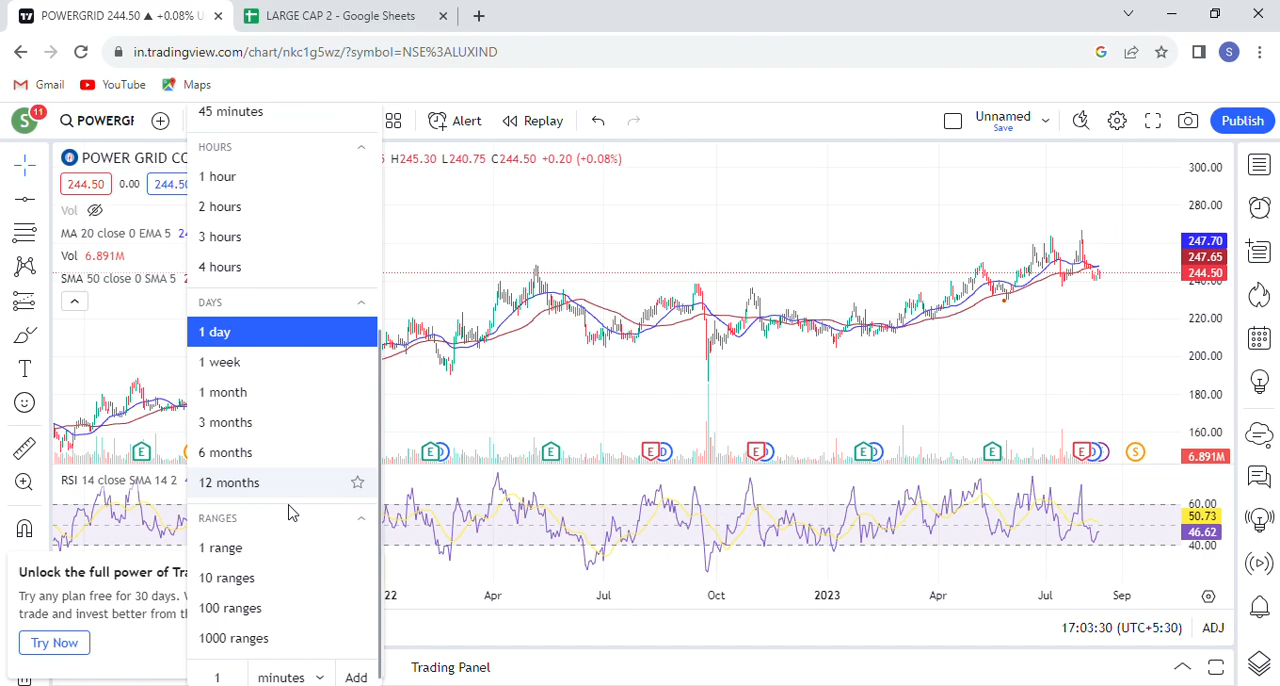 POWERGRID 244.50 ▲ +0.08% U
LARGE CAP 2 - Google Sheets
in.tradingview.com/chart/nkc1g5wz/?symbol=NSE%3ALUXIND
S
Gmail
YouTube
Maps
S
11
POWERGF
45 minutes
Alert
Replay
Unnamed
Save
Publish
POWER GRID CO
H245.30 L240.75 C244.50 +0.20 (+0.08%)
244.50
0.00
244.50
Vol
MA 20 close 0 EMA 5
Vol 6.891M
SMA 50 close 0 SMA 5
HOURS
1 hour
2 hours
3 hours
4 hours
DAYS
1 day
1 week
1 month
3 months
6 months
12 months
RANGES
1 range
10 ranges
100 ranges
1000 ranges
1
minutes
Add
300.00
280.00
247.70
247.65
244.50
240.00
220.00
200.00
180.00
160.00
6.891M
E
E D
E
E D
E D
E D
E
E D
S
RSI 14 close SMA 14 2
60.00
50.73
46.62
40.00
22
Apr
Jul
Oct
2023
Apr
Jul
Sep
Unlock the full power of Tra
Try any plan free for 30 days.
trade and invest better from th
Try Now
17:03:30 (UTC+5:30)
ADJ
Trading Panel